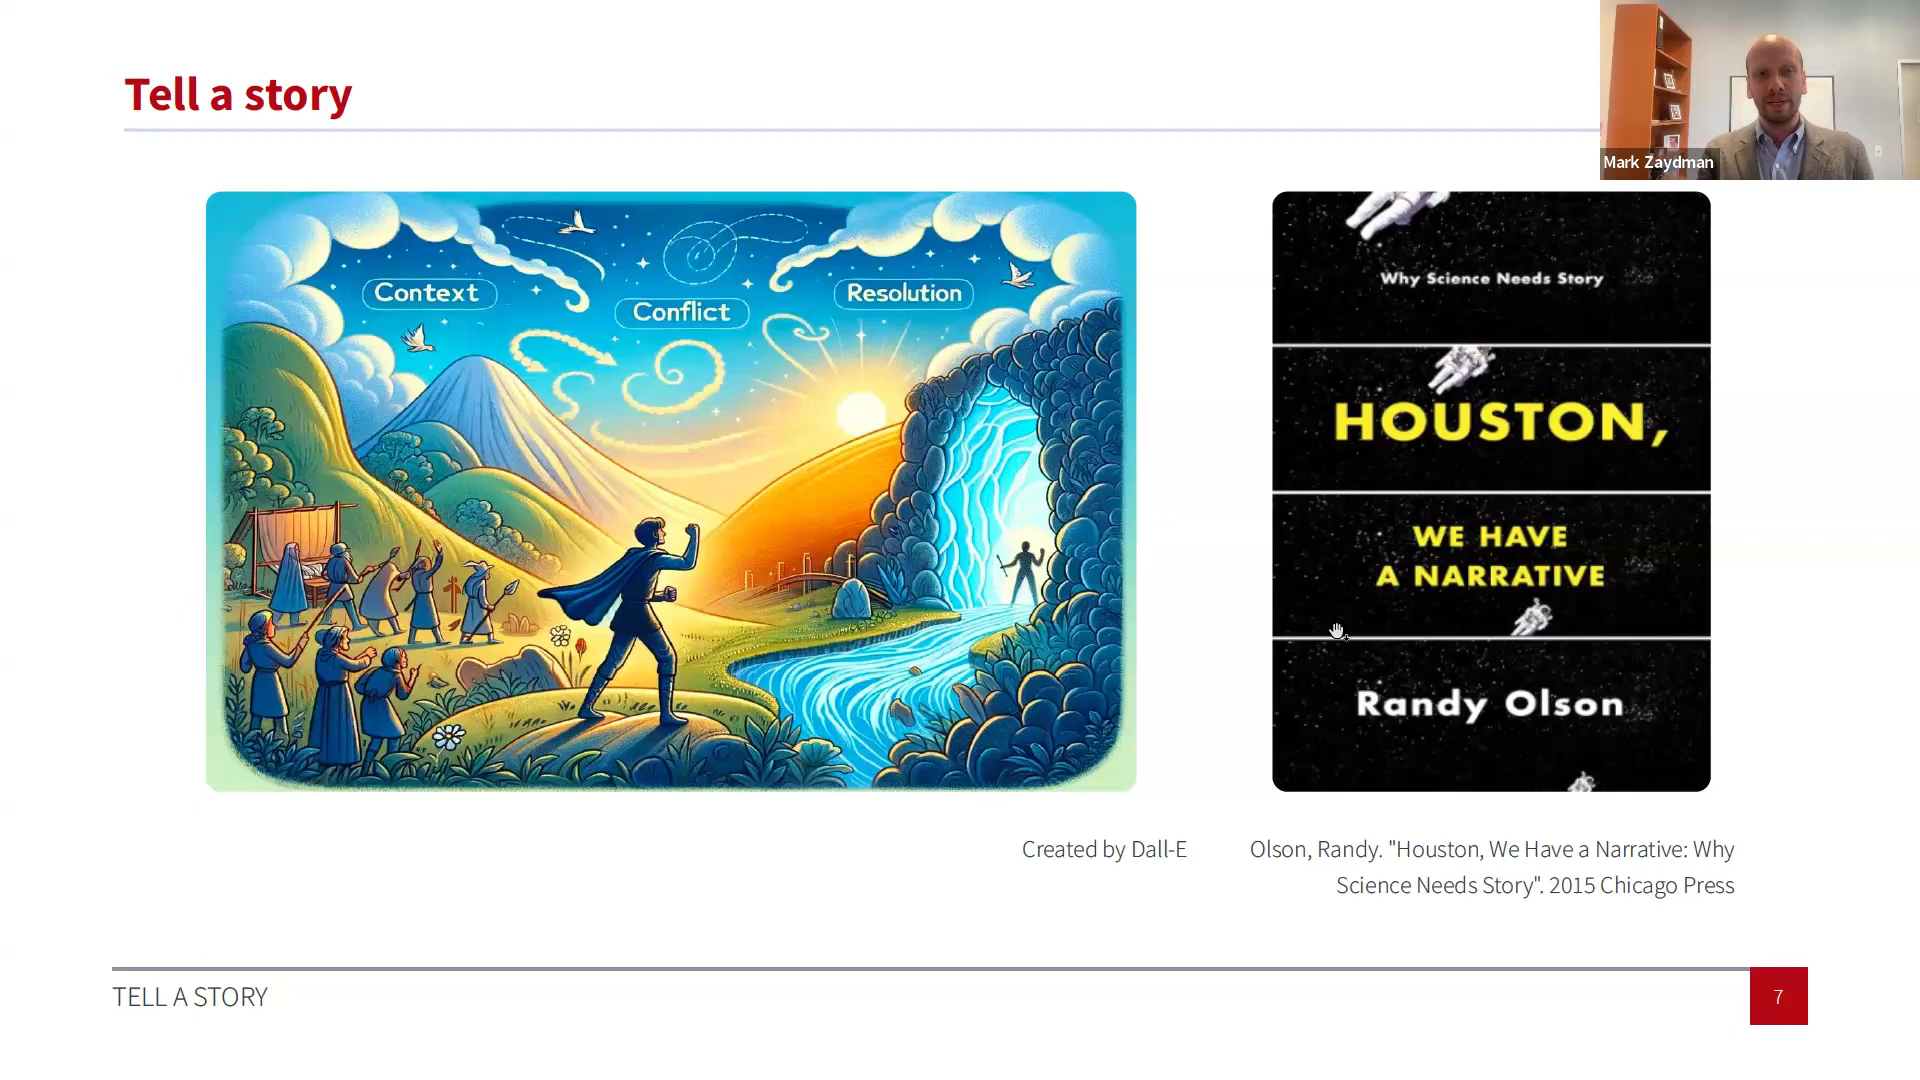 Tell a story
Mark Zaydman
Context
Conflict
Resolution
Why Science Needs Story
HOUSTON,
WE HAVE
A NARRATIVE
Randy Olson
Created by Dall-E
Olson, Randy. "Houston, We Have a Narrative: Why
Science Needs Story". 2015 Chicago Press
TELL A STORY
7